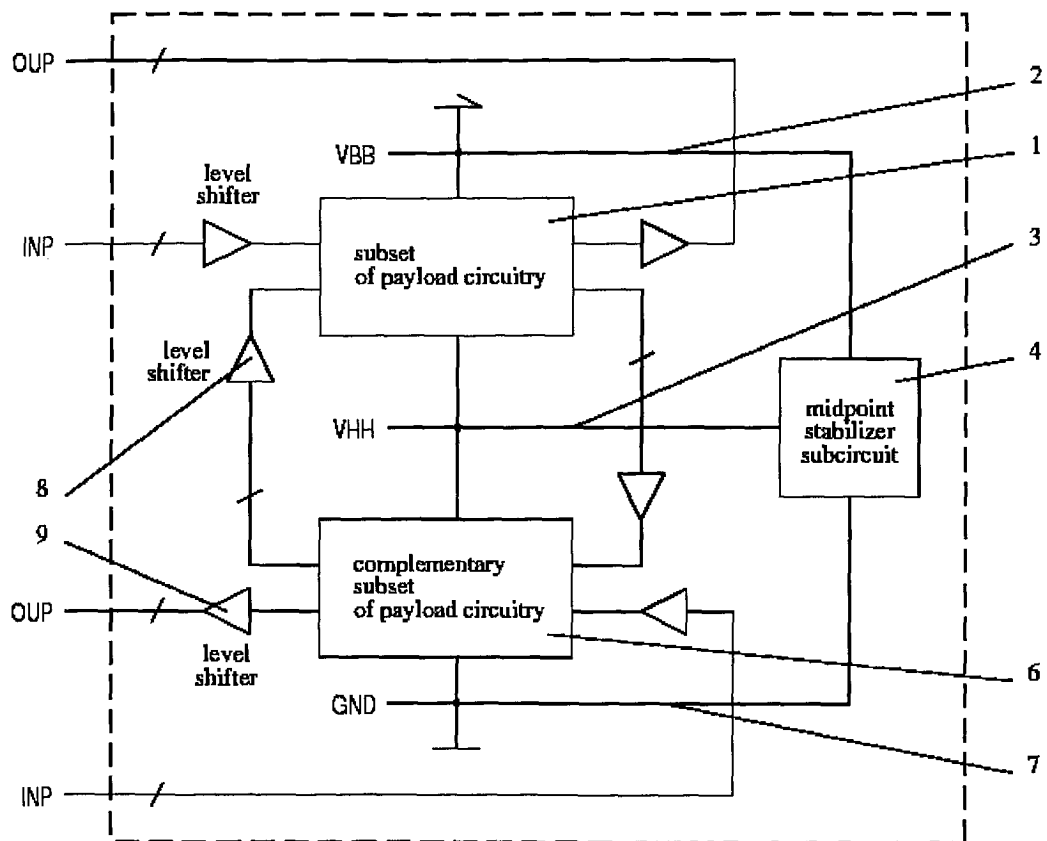 OUP
2
VBB
1
level
shifter
INP
subset
of payload circuitry
3
level
shifter
4
midpoint
stabilizer
subcircuit
VHH
8
9
complementary
subset
of payload circuitry
OUP
level
shifter
6
GND
7
INP